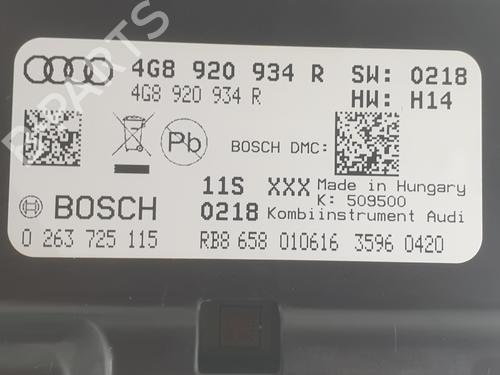 4G8 920 934 R SW: 0218
4G8 920 934 R HW: H14
Pb
BOSCH DMC:
11S XXX Made in Hungary
K: 509500
BOSCH 0218 Kombiinstrument Audi
0 263 725 115 RB8 658 010616 3596 0420